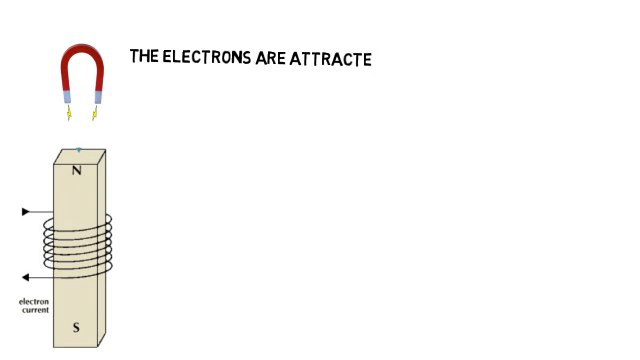 THE ELECTRONS ARE ATTRACTE
N
electron
current
S